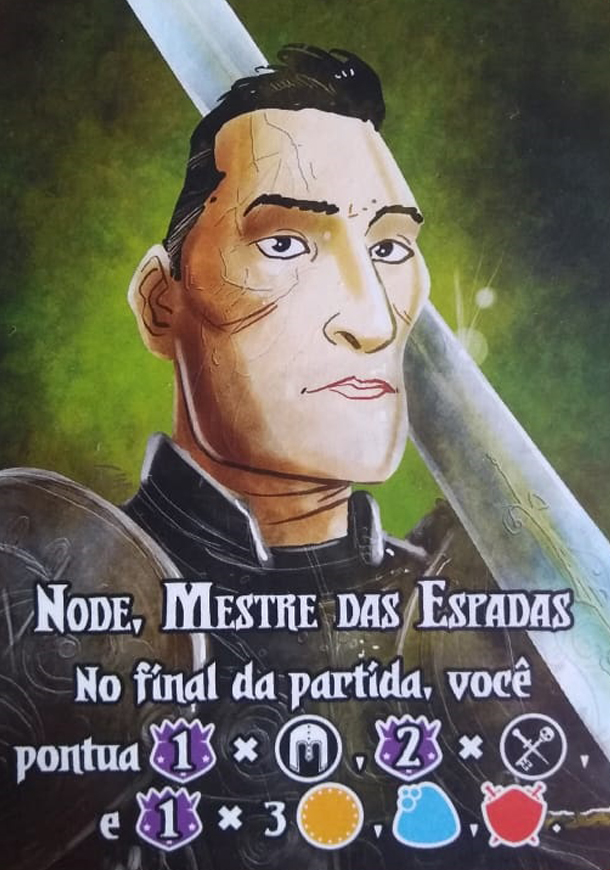 Node, Mestre das Espadas
No final da partida, você
pontua 1 × , 2 × ,
e 1 × 3 , , .